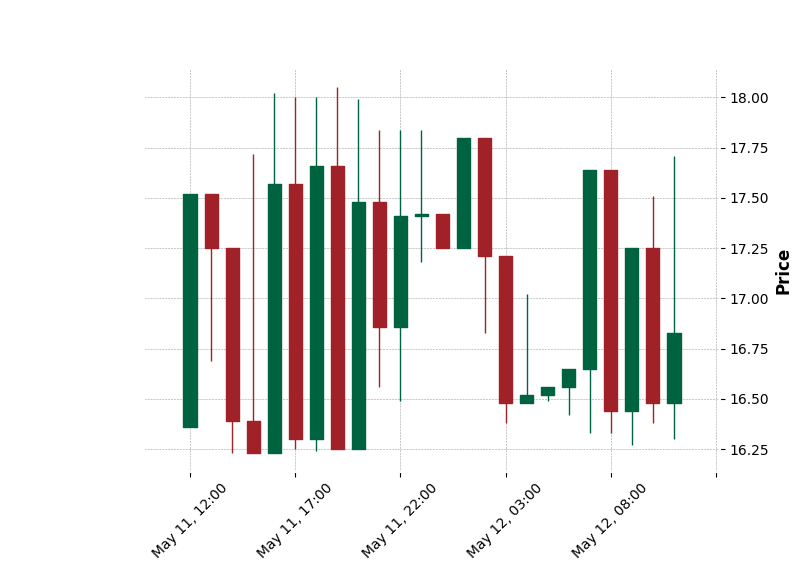 18.00
17.75
17.50
17.25
17.00
16.75
16.50
16.25
Price
May 11, 12:00
May 11, 17:00
May 11, 22:00
May 12, 03:00
May 12, 08:00